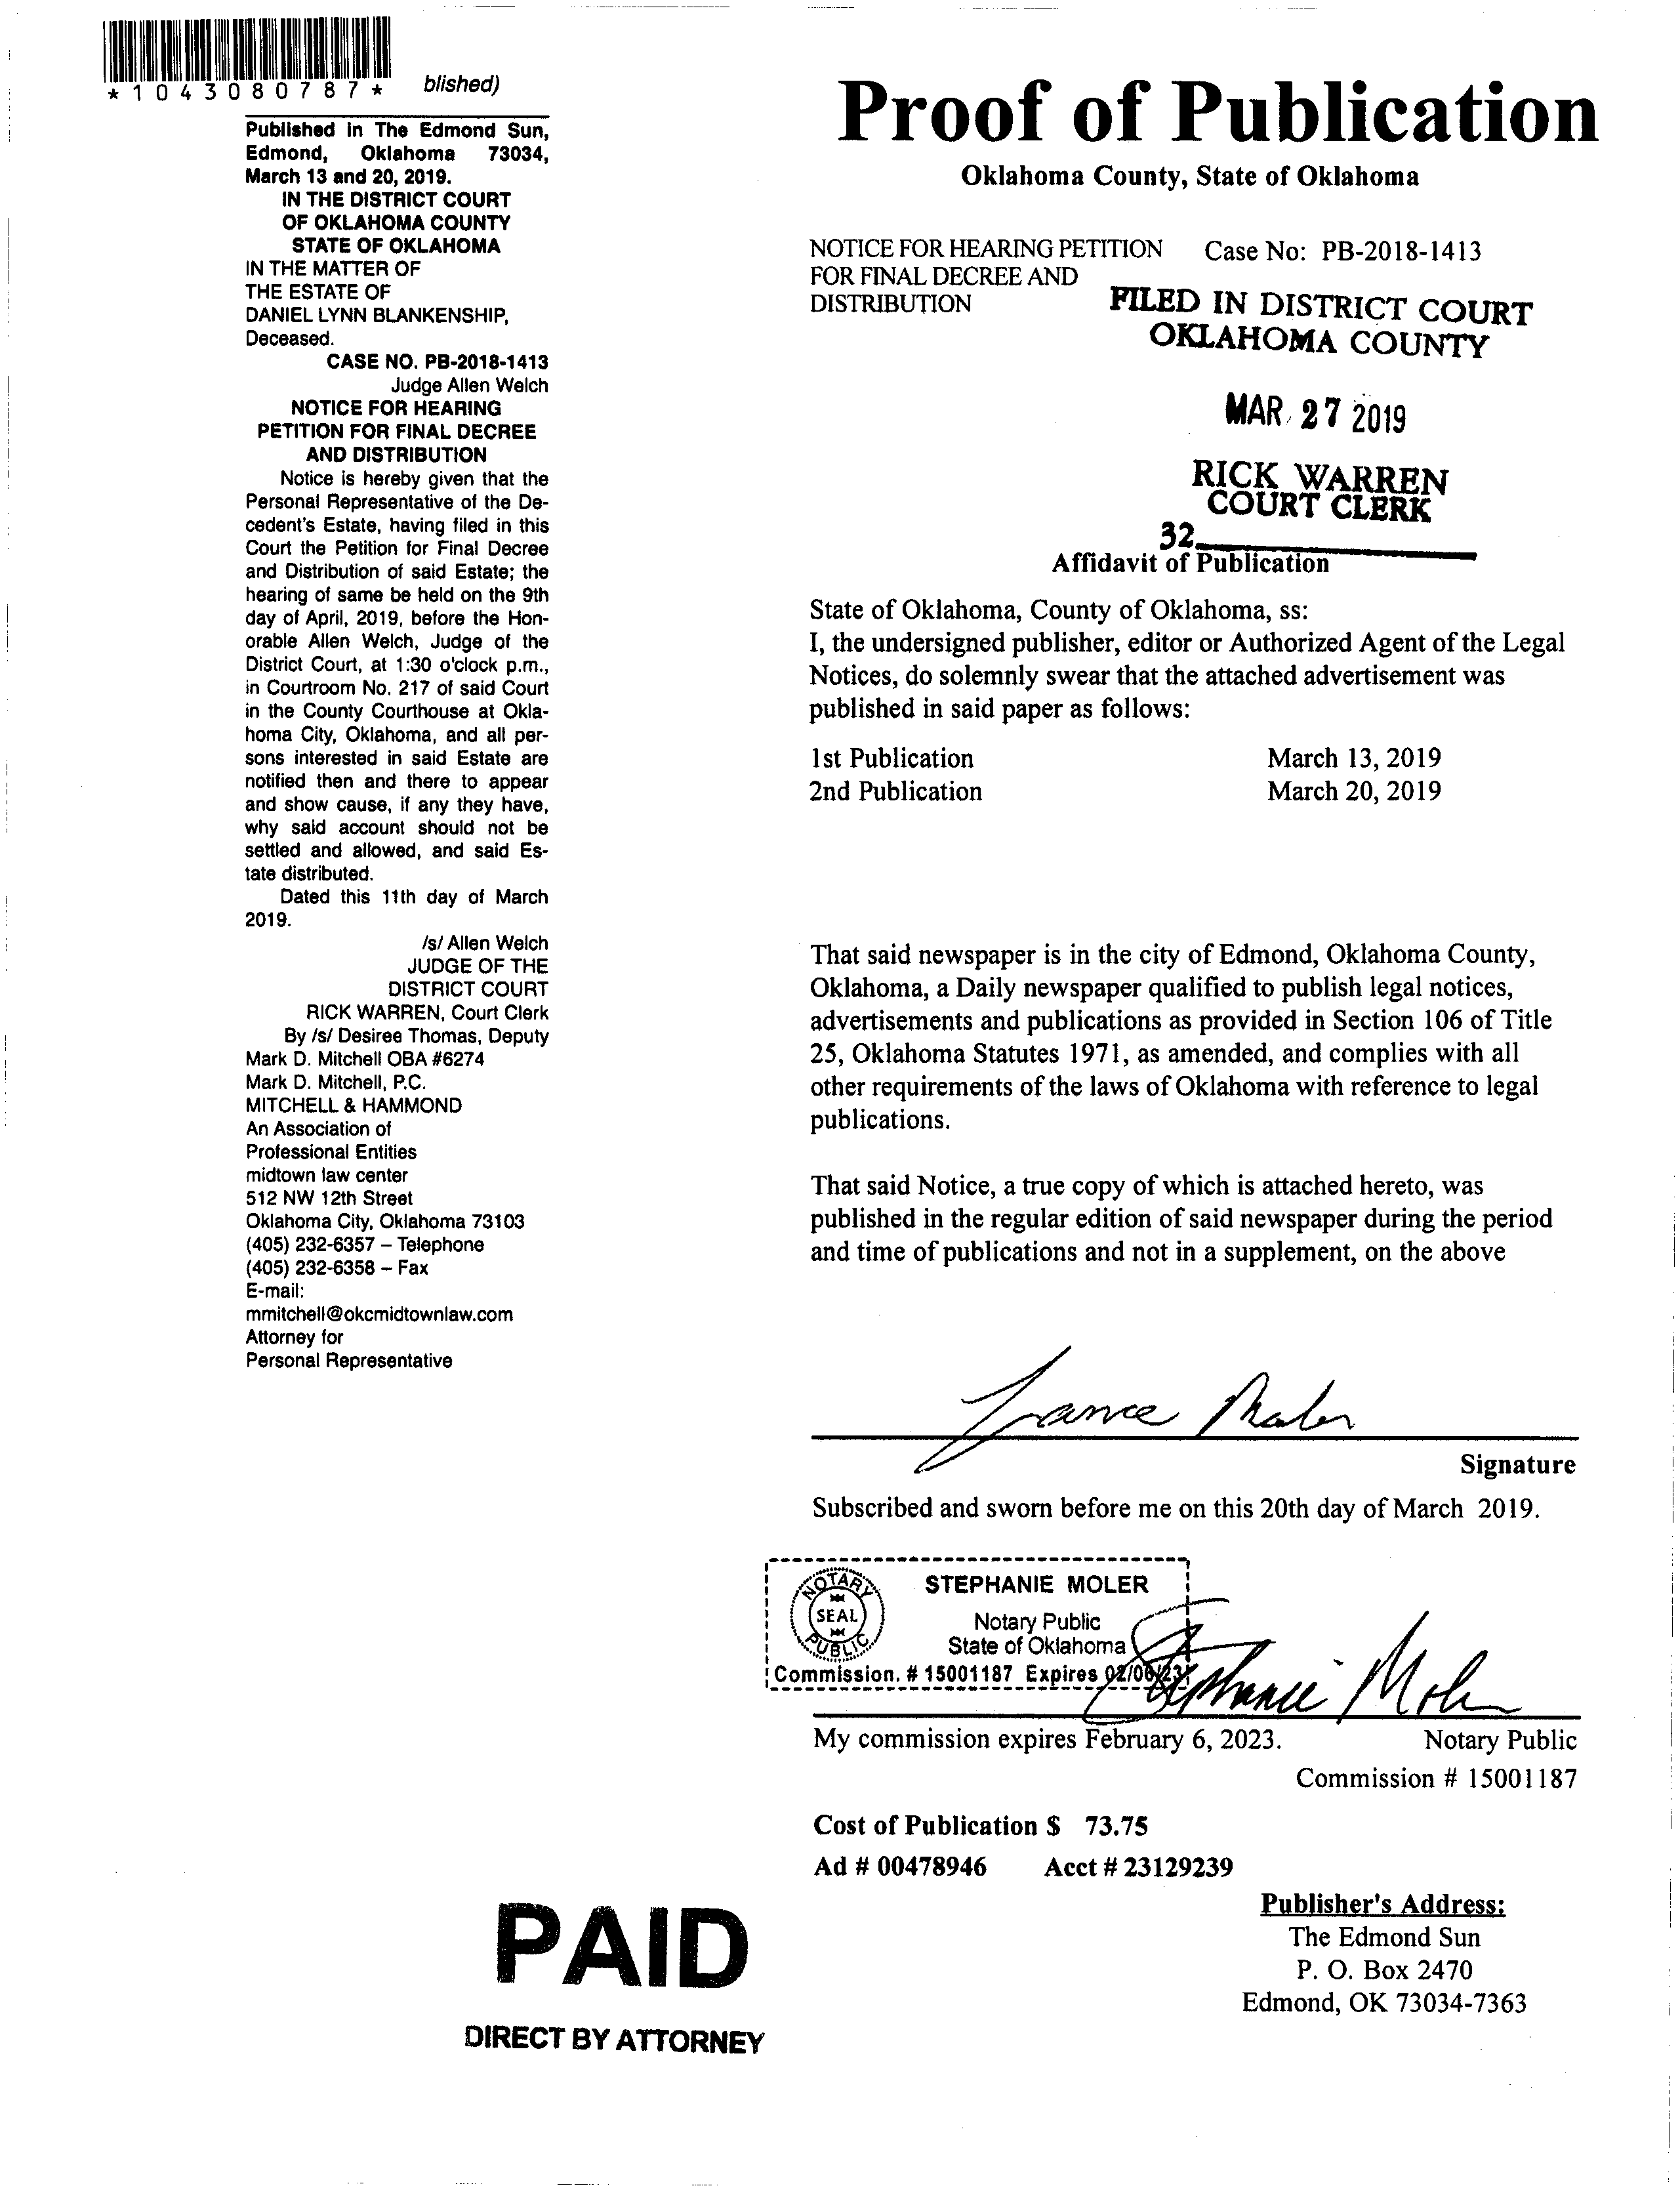 *1043080787*
blished)
Published in The Edmond Sun,
Edmond, Oklahoma 73034,
March 13 and 20, 2019.
IN THE DISTRICT COURT
OF OKLAHOMA COUNTY
STATE OF OKLAHOMA
IN THE MATTER OF
THE ESTATE OF
DANIEL LYNN BLANKENSHIP,
Deceased.
CASE NO. PB-2018-1413
Judge Allen Welch
NOTICE FOR HEARING
PETITION FOR FINAL DECREE
AND DISTRIBUTION
Notice is hereby given that the
Personal Representative of the De-
cedent's Estate, having filed in this
Court the Petition for Final Decree
and Distribution of said Estate; the
hearing of same be held on the 9th
day of April, 2019, before the Hon-
orable Allen Welch, Judge of the
District Court, at 1:30 o'clock p.m.,
in Courtroom No. 217 of said Court
in the County Courthouse at Okla-
homa City, Oklahoma, and all per-
sons interested in said Estate are
notified then and there to appear
and show cause, if any they have,
why said account should not be
settled and allowed, and said Es-
tate distributed.
Dated this 11th day of March
2019.
/s/ Allen Welch
JUDGE OF THE
DISTRICT COURT
RICK WARREN, Court Clerk
By /s/ Desiree Thomas, Deputy
Mark D. Mitchell OBA #6274
Mark D. Mitchell, P.C.
MITCHELL & HAMMOND
An Association of
Professional Entities
midtown law center
512 NW 12th Street
Oklahoma City, Oklahoma 73103
(405) 232-6357 – Telephone
(405) 232-6358 – Fax
E-mail:
mmitchell@okcmidtownlaw.com
Attorney for
Personal Representative
Proof of Publication
Oklahoma County, State of Oklahoma
NOTICE FOR HEARING PETITION
FOR FINAL DECREE AND
DISTRIBUTION
Case No: PB-2018-1413
FILED IN DISTRICT COURT
OKLAHOMA COUNTY
MAR 27 2019
RICK WARREN
COURT CLERK
32
Affidavit of Publication
State of Oklahoma, County of Oklahoma, ss:
I, the undersigned publisher, editor or Authorized Agent of the Legal
Notices, do solemnly swear that the attached advertisement was
published in said paper as follows:
1st Publication March 13, 2019
2nd Publication March 20, 2019
That said newspaper is in the city of Edmond, Oklahoma County,
Oklahoma, a Daily newspaper qualified to publish legal notices,
advertisements and publications as provided in Section 106 of Title
25, Oklahoma Statutes 1971, as amended, and complies with all
other requirements of the laws of Oklahoma with reference to legal
publications.
That said Notice, a true copy of which is attached hereto, was
published in the regular edition of said newspaper during the period
and time of publications and not in a supplement, on the above
Lance Moler
Signature
Subscribed and sworn before me on this 20th day of March 2019.
NOTARY
SEAL
PUBLIC
STEPHANIE MOLER
Notary Public
State of Oklahoma
Commission. # 15001187 Expires 02/06/23
Stephanie Moler
My commission expires February 6, 2023. Notary Public
Commission # 15001187
Cost of Publication $ 73.75
Ad # 00478946 Acct # 23129239
Publisher's Address:
The Edmond Sun
P. O. Box 2470
Edmond, OK 73034-7363
PAID
DIRECT BY ATTORNEY